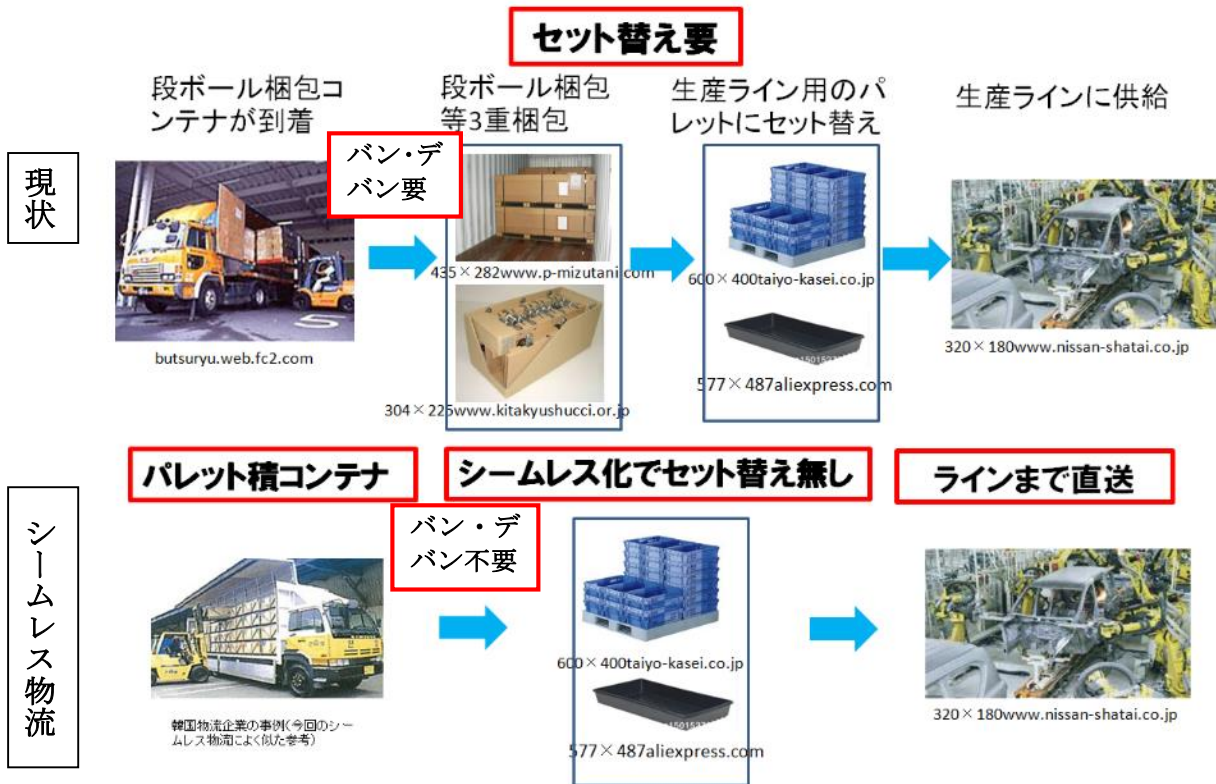 セット替え要
段ボール梱包コ
ンテナが到着
段ボール梱包
等3重梱包
生産ライン用のパ
レットにセット替え
生産ラインに供給
現状
バン・デ
バン要
435×282www.p-mizutani.com
600×400taiyo-kasei.co.jp
butsuryu.web.fc2.com
304×225www.kitakyushucci.or.jp
577×487aliexpress.com
320×180www.nissan-shatai.co.jp
パレット積コンテナ
シームレス化でセット替え無し
ラインまで直送
シームレス物流
バン・デ
バン不要
600×400taiyo-kasei.co.jp
韓国物流企業の事例(今回のシー
ムレス物流によく似た参考)
577×487aliexpress.com
320×180www.nissan-shatai.co.jp